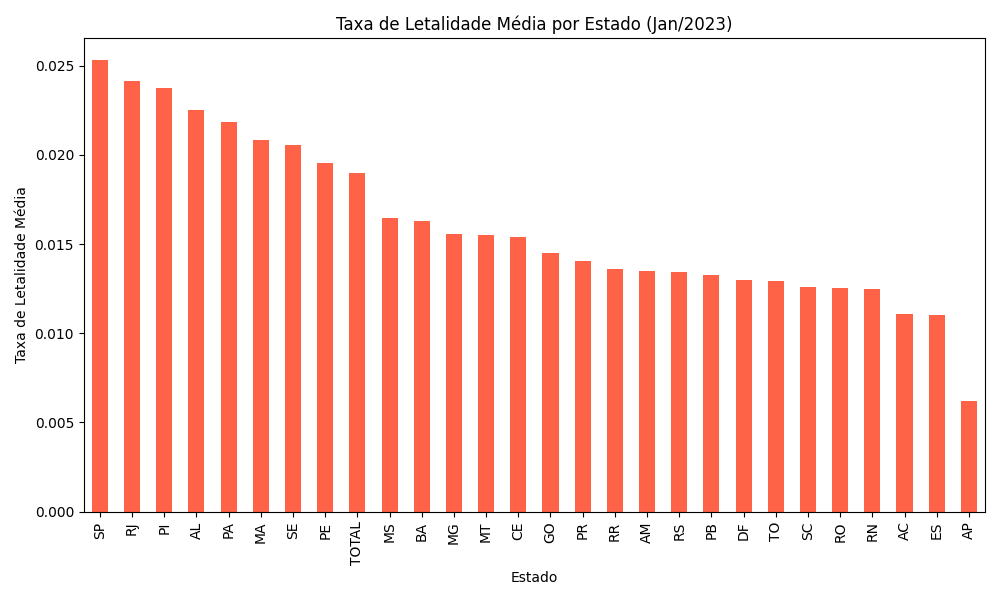 Taxa de Letalidade Média por Estado (Jan/2023)
Taxa de Letalidade Média
0.025
0.020
0.015
0.010
0.005
0.000
SP RJ PI AL PA MA SE PE TOTAL MS BA MG MT CE GO PR RR AM RS PB DF TO SC RO RN AC ES AP
Estado